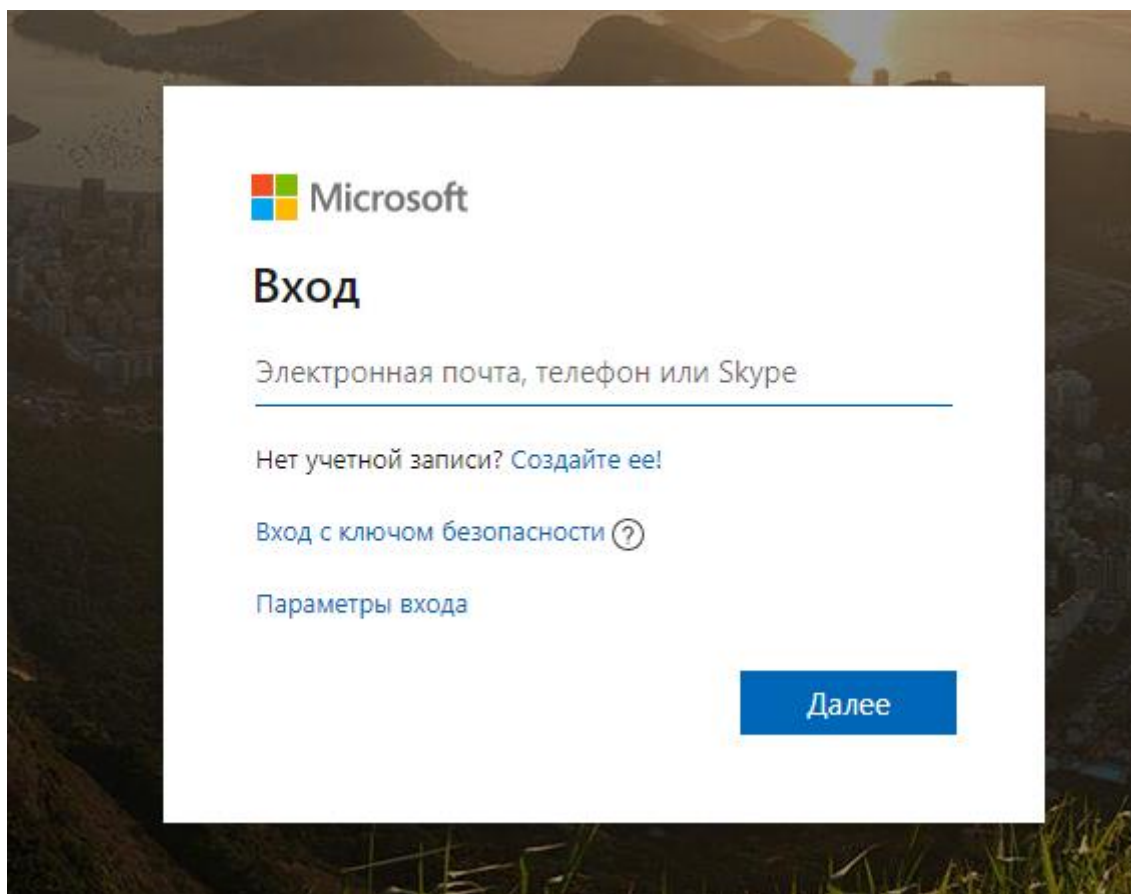 Microsoft
Вход
Электронная почта, телефон или Skype
Нет учетной записи? Создайте ее!
Вход с ключом безопасности ?
Параметры входа
Далее